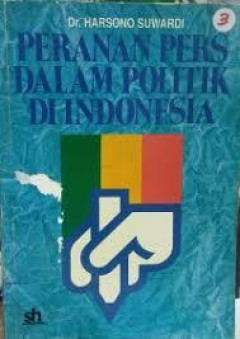 3
Dr. HARSONO SUWARDI
PERANAN PERS
DALAM POLITIK
DI INDONESIA
sh